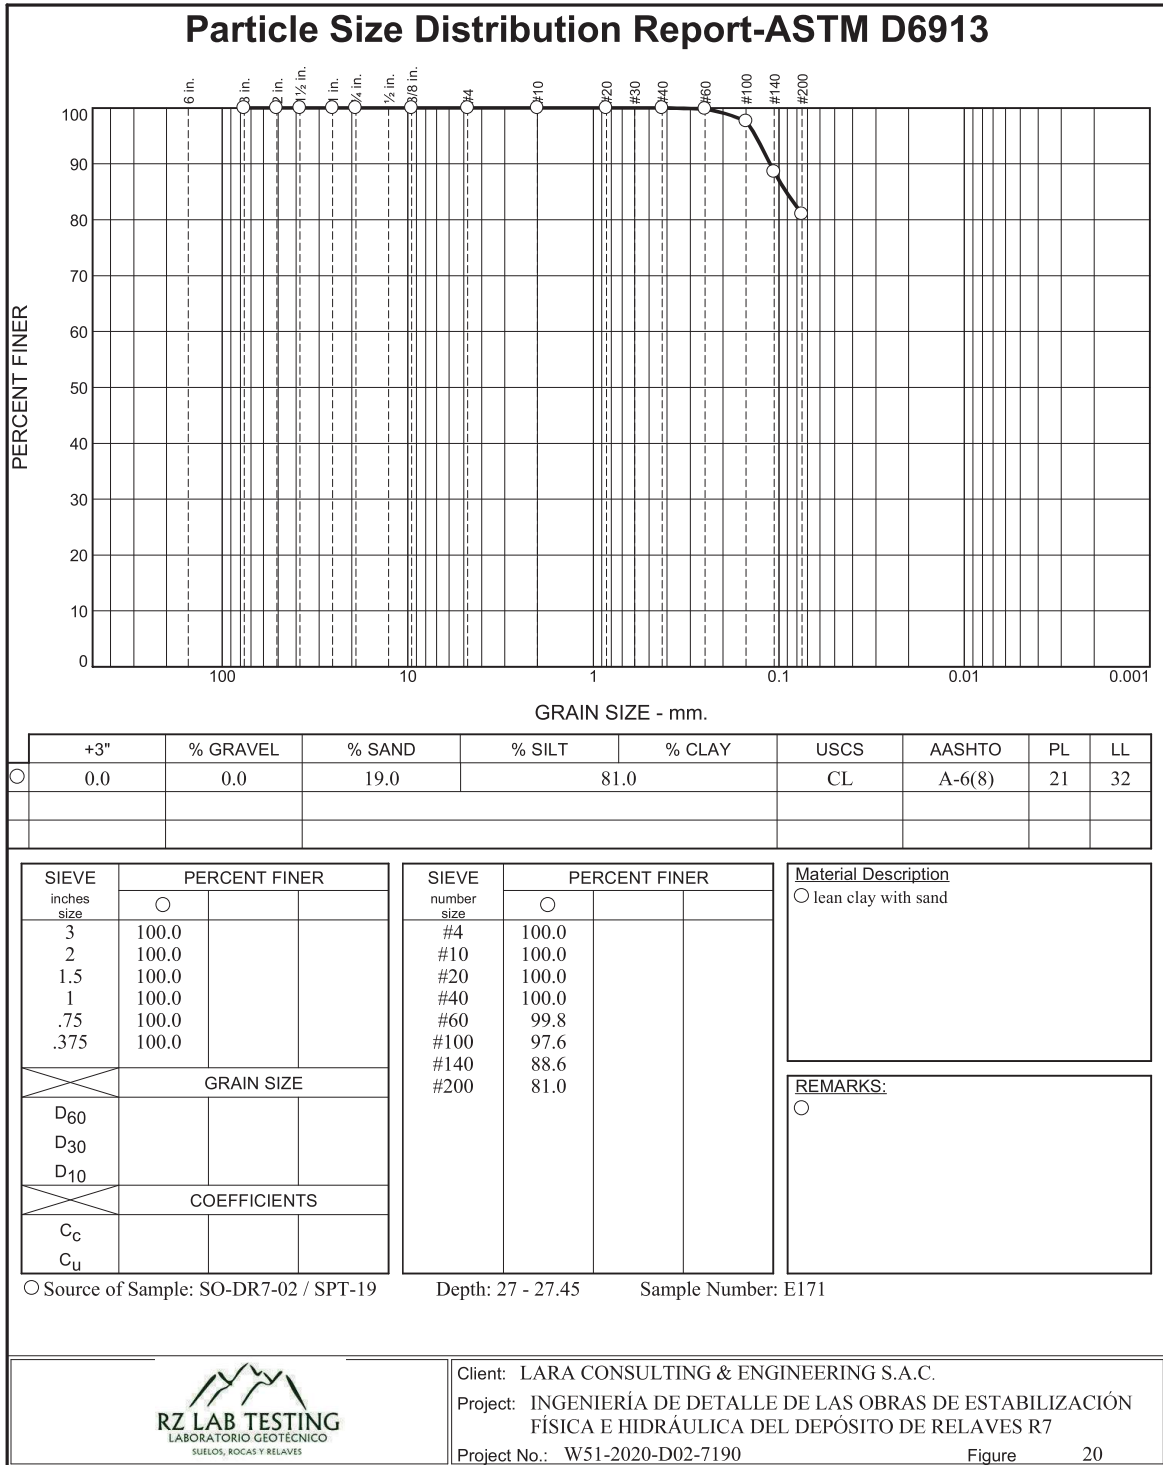 Particle Size Distribution Report-ASTM D6913
6 in.
3 in.
2 in.
1½ in.
1 in.
¾ in.
½ in.
3/8 in.
#4
#10
#20
#30
#40
#60
#100
#140
#200
PERCENT FINER
100
90
80
70
60
50
40
30
20
10
0
100 10 1 0.1 0.01 0.001
GRAIN SIZE - mm.
+3" % GRAVEL % SAND % SILT % CLAY USCS AASHTO PL LL
0.0 0.0 19.0 81.0 CL A-6(8) 21 32
SIEVE PERCENT FINER
inches
size
3 100.0
2 100.0
1.5 100.0
1 100.0
.75 100.0
.375 100.0
GRAIN SIZE
D60
D30
D10
COEFFICIENTS
Cc
Cu
SIEVE PERCENT FINER
number
size
#4 100.0
#10 100.0
#20 100.0
#40 100.0
#60 99.8
#100 97.6
#140 88.6
#200 81.0
Material Description
lean clay with sand
REMARKS:
Source of Sample: SO-DR7-02 / SPT-19 Depth: 27 - 27.45 Sample Number: E171
RZ LAB TESTING
LABORATORIO GEOTÉCNICO
SUELOS, ROCAS Y RELAVES
Client: LARA CONSULTING & ENGINEERING S.A.C.
Project: INGENIERÍA DE DETALLE DE LAS OBRAS DE ESTABILIZACIÓN
FÍSICA E HIDRÁULICA DEL DEPÓSITO DE RELAVES R7
Project No.: W51-2020-D02-7190 Figure 20